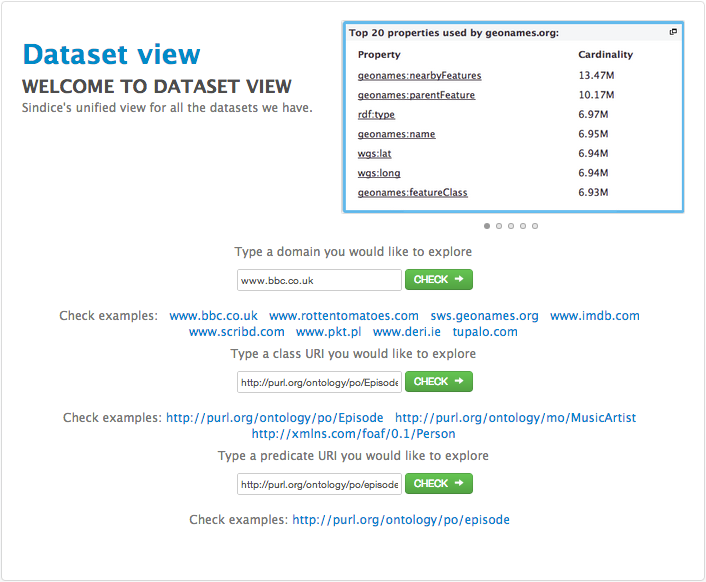 Dataset view
WELCOME TO DATASET VIEW
Sindice's unified view for all the datasets we have.
Top 20 properties used by geonames.org:
Property Cardinality
geonames:nearbyFeatures 13.47M
geonames:parentFeature 10.17M
rdf:type 6.97M
geonames:name 6.95M
wgs:lat 6.94M
wgs:long 6.94M
geonames:featureClass 6.93M
Type a domain you would like to explore
www.bbc.co.uk CHECK
Check examples: www.bbc.co.uk www.rottentomatoes.com sws.geonames.org www.imdb.com
www.scribd.com www.pkt.pl www.deri.ie tupalo.com
Type a class URI you would like to explore
http://purl.org/ontology/po/Episode CHECK
Check examples: http://purl.org/ontology/po/Episode http://purl.org/ontology/mo/MusicArtist
http://xmlns.com/foaf/0.1/Person
Type a predicate URI you would like to explore
http://purl.org/ontology/po/episode CHECK
Check examples: http://purl.org/ontology/po/episode